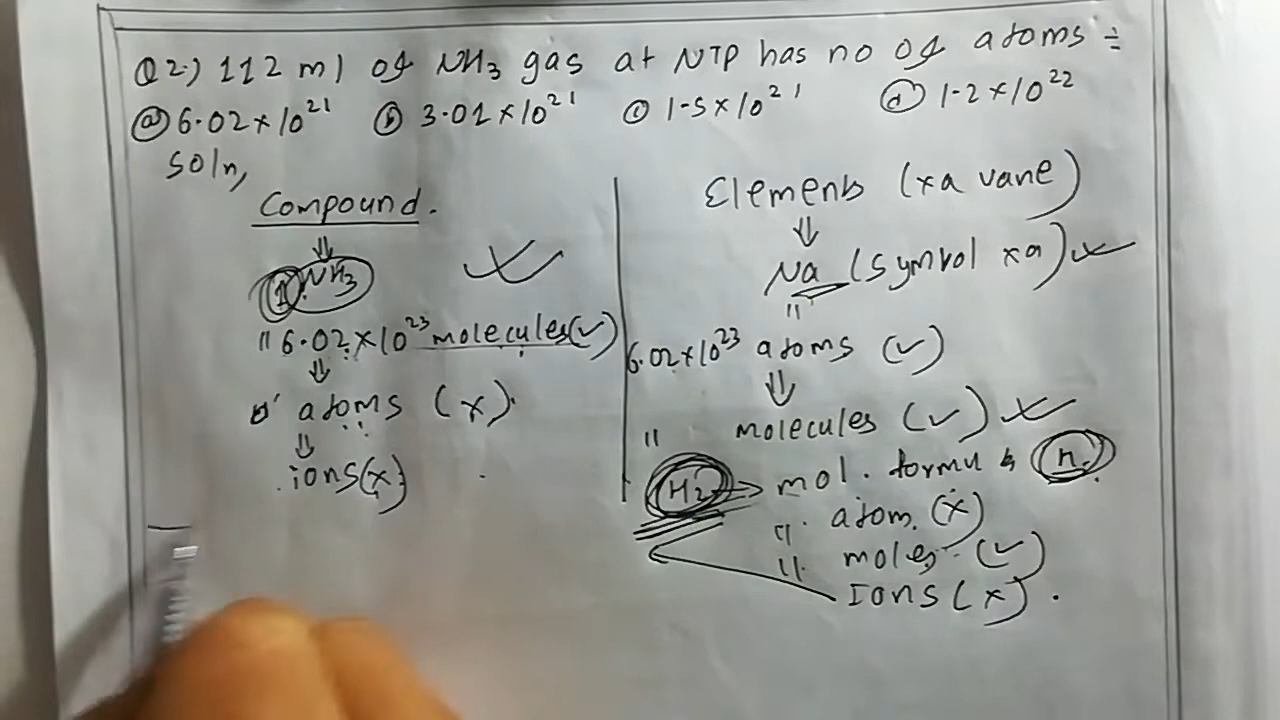 Q2.) 112 ml of NH3 gas at NTP has no of atoms ÷
ⓐ 6.02×10^21 ⓑ 3.01×10^21 ⓒ 1.5×10^21 ⓓ 1.2×10^22
Soln,
Compound.
⇓
1 NH3
" 6.02×10^23 molecules(✓)
⇓
atoms (x).
⇓
ions(x)
Elements (xa vane)
⇓
Na (symbol xa) ✓
"
6.02×10^23 atoms (✓)
⇓
" molecules (✓) ✓
H2 ⇒ mol. formula
" atom. (x)
" moles (✓)
Ions (x).